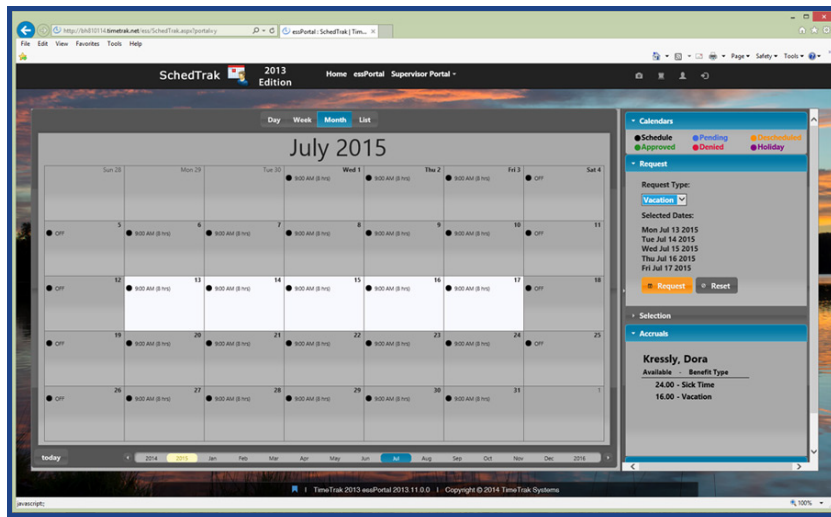 http://bhll10114.timetrak.net/ess/SchedTrak.aspx?portal=y
essPortal : SchedTrak | Tim...
File Edit View Favorites Tools Help
Page Safety Tools
SchedTrak 2013 Edition Home essPortal Supervisor Portal
Day Week Month List
July 2015
Sun 28 Mon 29 Tue 30 Wed 1 Thu 2 Fri 3 Sat 4
9:00 AM (8 hrs) 9:00 AM (8 hrs) 9:00 AM (8 hrs) OFF
5 6 7 8 9 10 11
OFF 9:00 AM (8 hrs) 9:00 AM (8 hrs) 9:00 AM (8 hrs) 9:00 AM (8 hrs) 9:00 AM (8 hrs) OFF
12 13 14 15 16 17 18
OFF 9:00 AM (8 hrs) 9:00 AM (8 hrs) 9:00 AM (8 hrs) 9:00 AM (8 hrs) 9:00 AM (8 hrs) OFF
19 20 21 22 23 24 25
OFF 9:00 AM (8 hrs) 9:00 AM (8 hrs) 9:00 AM (8 hrs) 9:00 AM (8 hrs) 9:00 AM (8 hrs) OFF
26 27 28 29 30 31 1
OFF 9:00 AM (8 hrs) 9:00 AM (8 hrs) 9:00 AM (8 hrs) 9:00 AM (8 hrs) 9:00 AM (8 hrs)
today 2014 2015 Jan Feb Mar Apr May Jun Jul Aug Sep Oct Nov Dec 2016
Calendars
Schedule Pending Unscheduled
Approved Denied Holiday
Request
Request Type:
Vacation
Selected Dates:
Mon Jul 13 2015
Tue Jul 14 2015
Wed Jul 15 2015
Thu Jul 16 2015
Fri Jul 17 2015
Request Reset
Selection
Accruals
Kressly, Dora
Available - Benefit Type
24.00 - Sick Time
16.00 - Vacation
| TimeTrak 2013 essPortal 2013.11.0.0 | Copyright © 2014 TimeTrak Systems
javascript:;
100%